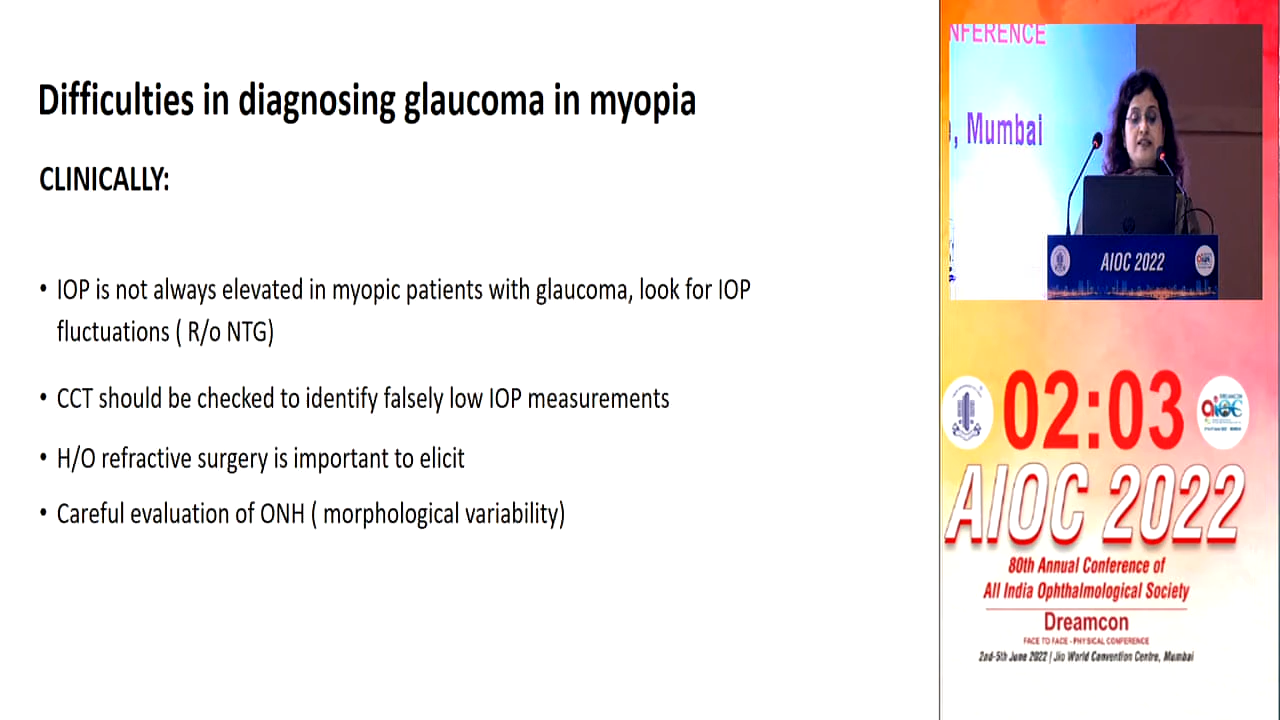 Difficulties in diagnosing glaucoma in myopia
CLINICALLY:
• IOP is not always elevated in myopic patients with glaucoma, look for IOP
fluctuations ( R/o NTG)
• CCT should be checked to identify falsely low IOP measurements
• H/O refractive surgery is important to elicit
• Careful evaluation of ONH ( morphological variability)
NFERENCE
, Mumbai
AIOC 2022
02:03
AIOC 2022
80th Annual Conference of
All India Ophthalmological Society
Dreamcon
FACE TO FACE - PHYSICAL CONFERENCE
2nd-5th June 2022 | Jio World Convention Centre, Mumbai